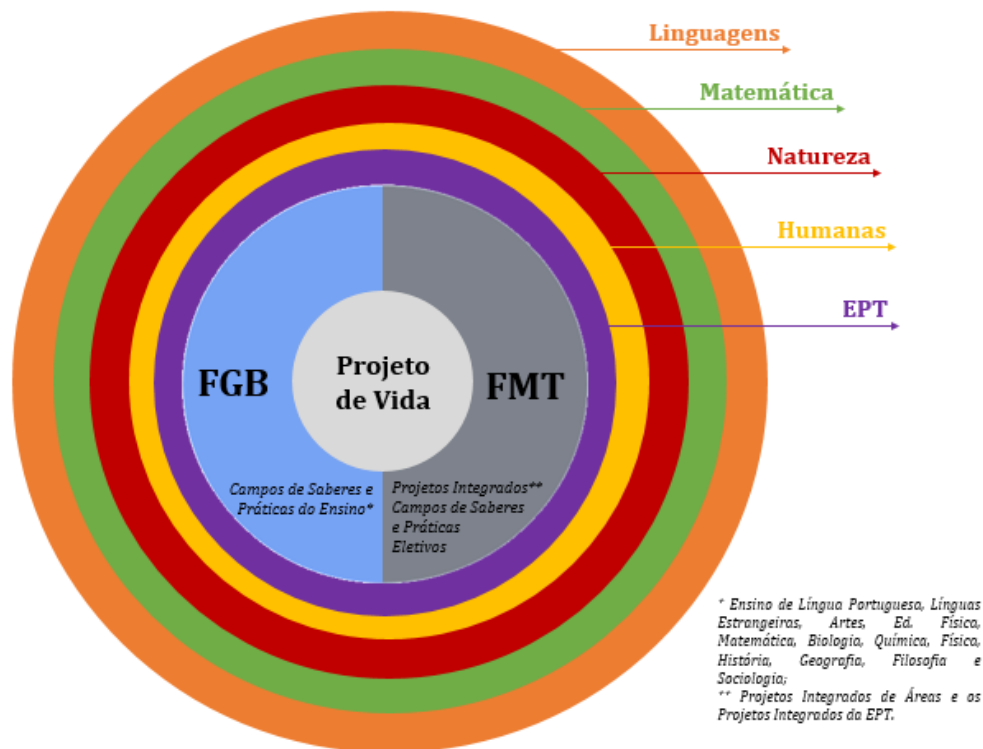 Linguagens
Matemática
Natureza
Humanas
EPT
FGB
Projeto
de Vida
FMT
Campos de Saberes e
Práticas do Ensino*
Projetos Integrados**
Campos de Saberes
e Práticas
Eletivos
* Ensino de Língua Portuguesa, Línguas
Estrangeiras, Artes, Ed. Física,
Matemática, Biologia, Química, Física,
História, Geografia, Filosofia e
Sociologia;
** Projetos Integrados de Áreas e os
Projetos Integrados da EPT.